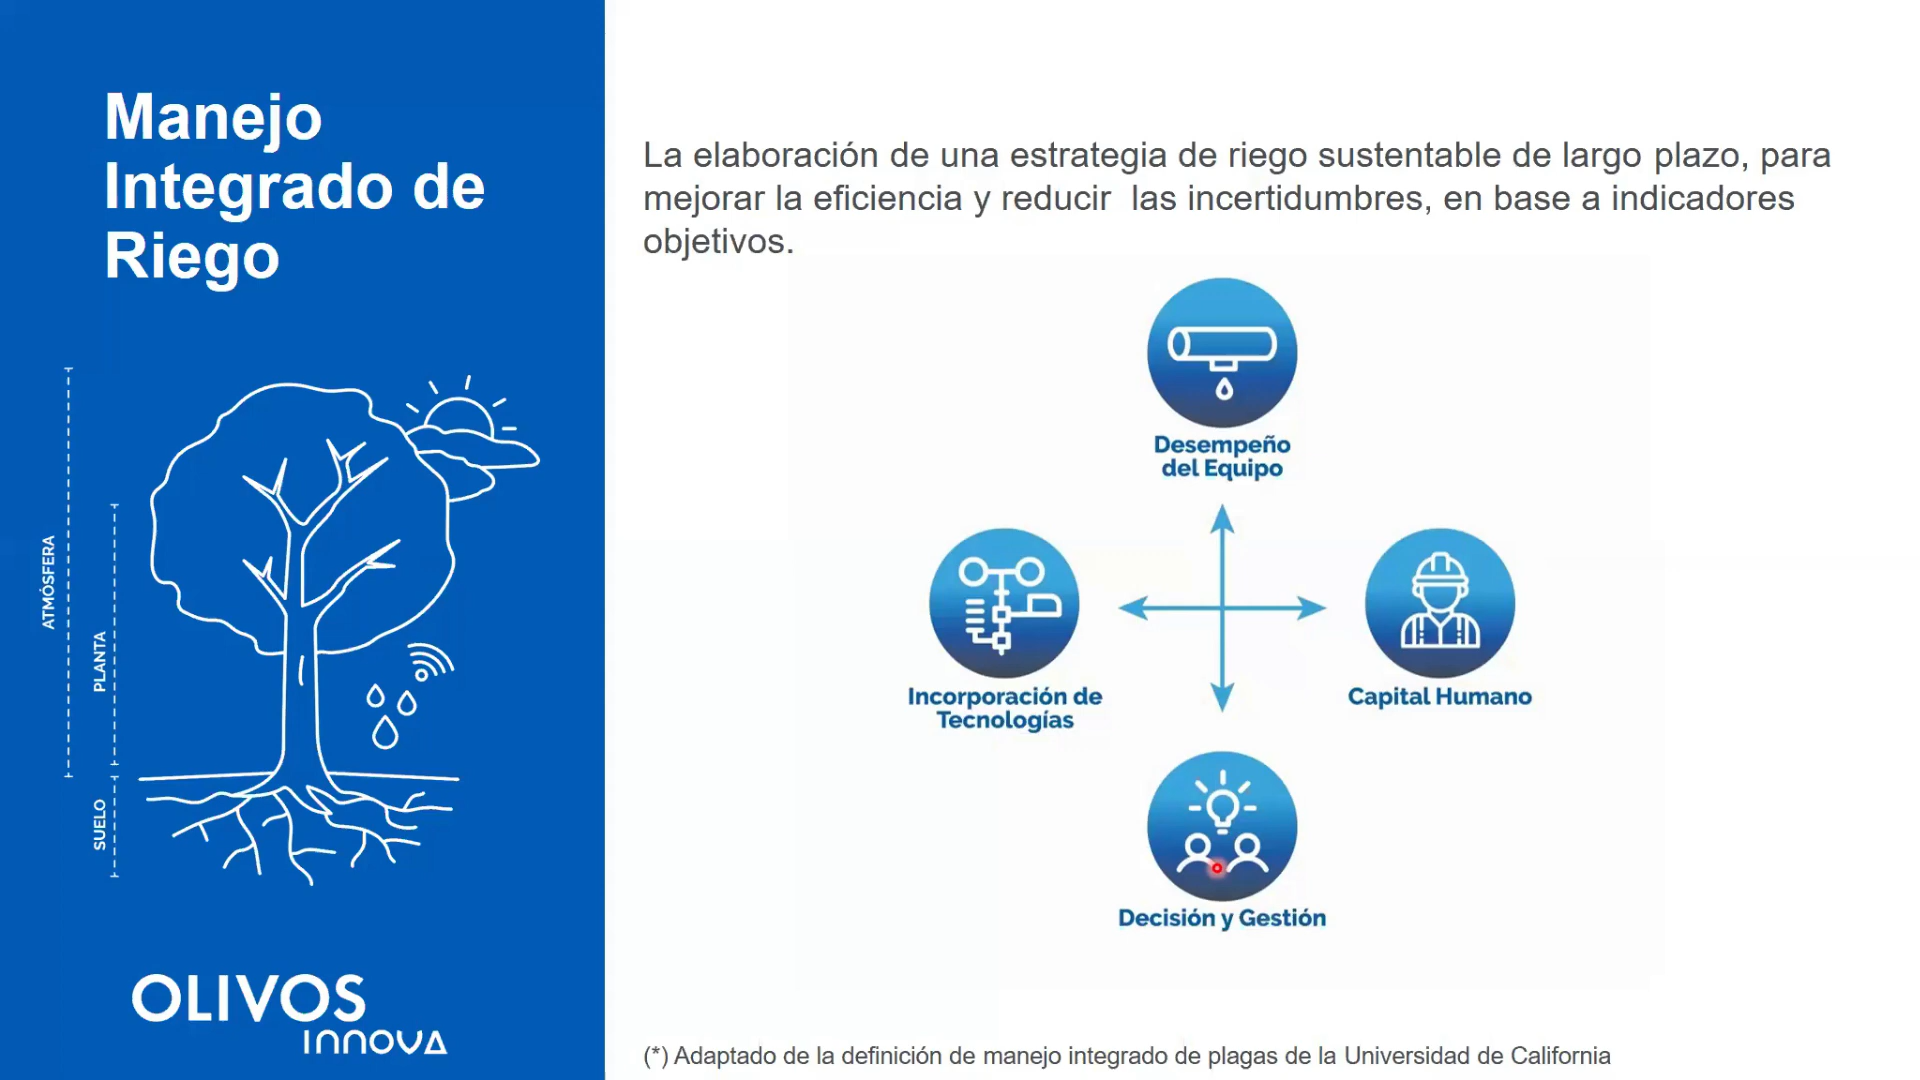 Manejo
Integrado de
Riego
La elaboración de una estrategia de riego sustentable de largo plazo, para
mejorar la eficiencia y reducir  las incertidumbres, en base a indicadores
objetivos.
Desempeño
del Equipo
Incorporación de
Tecnologías
Capital Humano
Decisión y Gestión
ATMÓSFERA
PLANTA
SUELO
OLIVOS
INNOVA
(*) Adaptado de la definición de manejo integrado de plagas de la Universidad de California